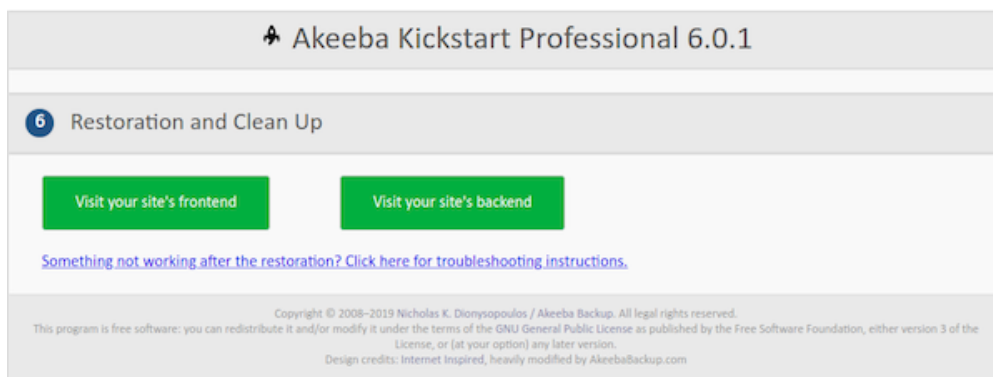 Akeeba Kickstart Professional 6.0.1
6 Restoration and Clean Up
Visit your site's frontend Visit your site's backend
Something not working after the restoration? Click here for troubleshooting instructions.
Copyright © 2008–2019 Nicholas K. Dionysopoulos / Akeeba Backup. All legal rights reserved.
This program is free software: you can redistribute it and/or modify it under the terms of the GNU General Public License as published by the Free Software Foundation, either version 3 of the
License, or (at your option) any later version.
Design credits: Internet Inspired, heavily modified by AkeebaBackup.com